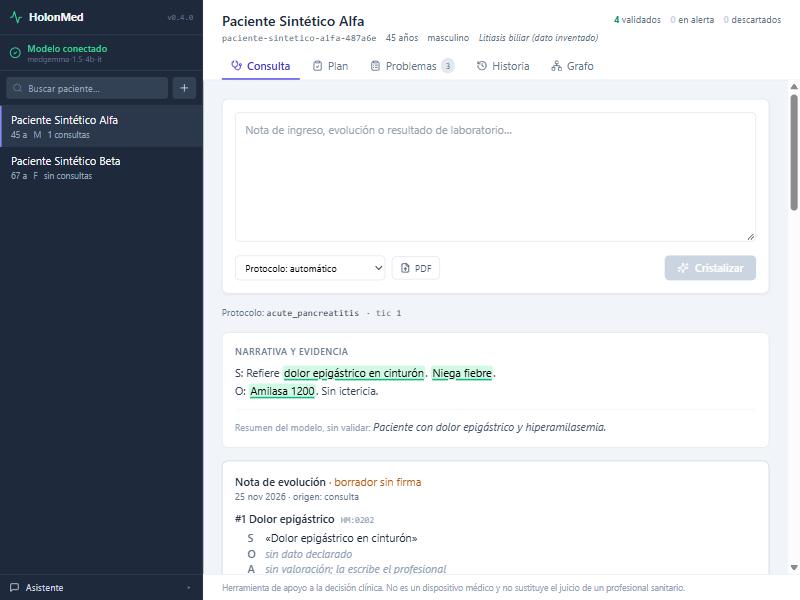 HolonMed
v0.4.0
Modelo conectado
medgemma-1.5-4b-it
Buscar paciente...
+
Paciente Sintético Alfa
45 a M 1 consultas
Paciente Sintético Beta
67 a F sin consultas
Asistente
Paciente Sintético Alfa
4 validados 0 en alerta 0 descartados
paciente-sintetico-alfa-487a6e 45 años masculino Litiasis biliar (dato inventado)
Consulta Plan Problemas 3 Historia Grafo
Nota de ingreso, evolución o resultado de laboratorio...
Protocolo: automático PDF Cristalizar
Protocolo: acute_pancreatitis · tic 1
NARRATIVA Y EVIDENCIA
S: Refiere dolor epigástrico en cinturón. Niega fiebre.
O: Amilasa 1200. Sin ictericia.
Resumen del modelo, sin validar: Paciente con dolor epigástrico y hiperamilasemia.
Nota de evolución · borrador sin firma
25 nov 2026 · origen: consulta
#1 Dolor epigástrico HM:0202
S «Dolor epigástrico en cinturón»
O sin dato declarado
A sin valoración; la escribe el profesional
Herramienta de apoyo a la decisión clínica. No es un dispositivo médico y no sustituye el juicio de un profesional sanitario.